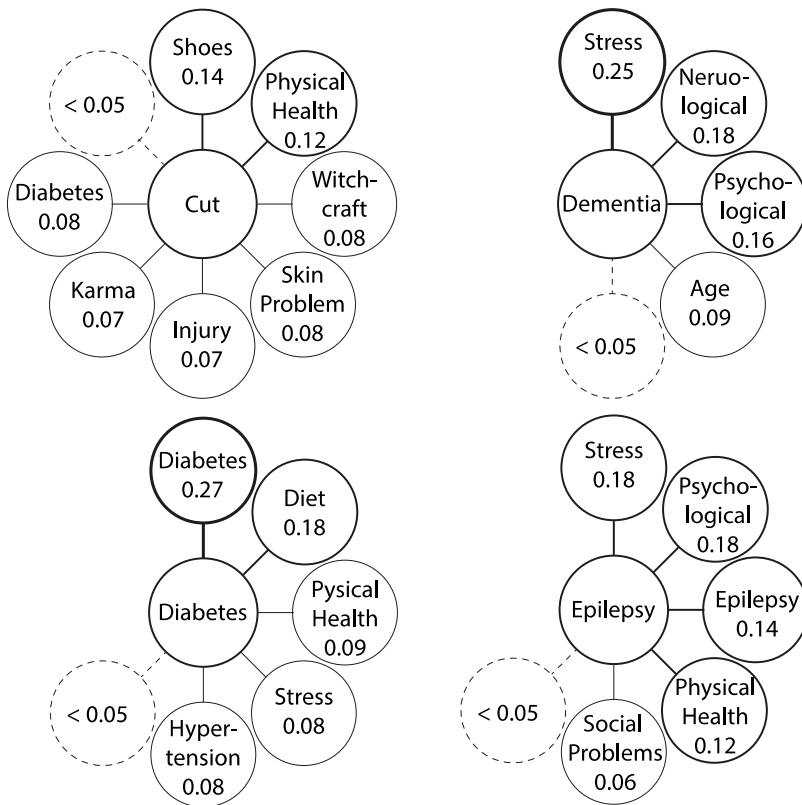 Shoes
0.14
Physical
Health
0.12
< 0.05
Witch-
craft
0.08
Diabetes
0.08
Cut
Skin
Problem
0.08
Karma
0.07
Injury
0.07
Stress
0.25
Neruo-
logical
0.18
Psycho-
logical
0.16
Dementia
Age
0.09
< 0.05
Diabetes
0.27
Diet
0.18
Pysical
Health
0.09
Diabetes
Stress
0.08
< 0.05
Hyper-
tension
0.08
Stress
0.18
Psycho-
logical
0.18
Epilepsy
0.14
Epilepsy
Physical
Health
0.12
< 0.05
Social
Problems
0.06